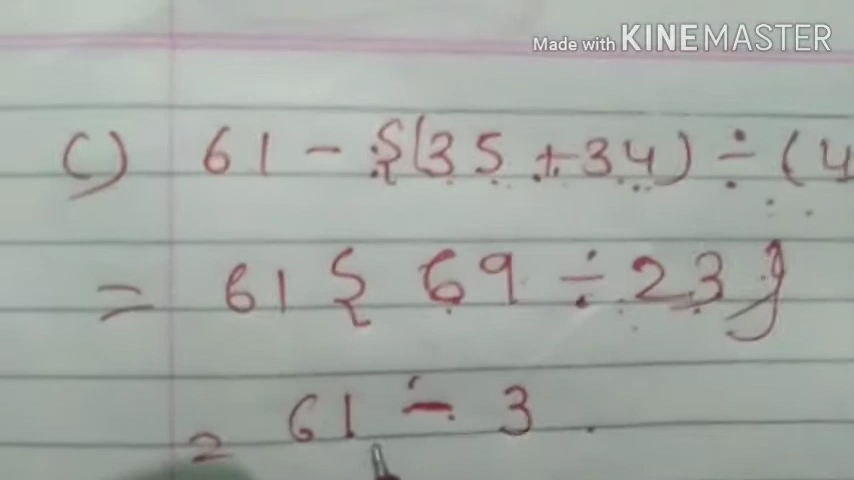 Made with KINEMASTER
C) 61 - {(35 + 34) ÷ (4
= 61 { 69 ÷ 23 }
= 61 - 3